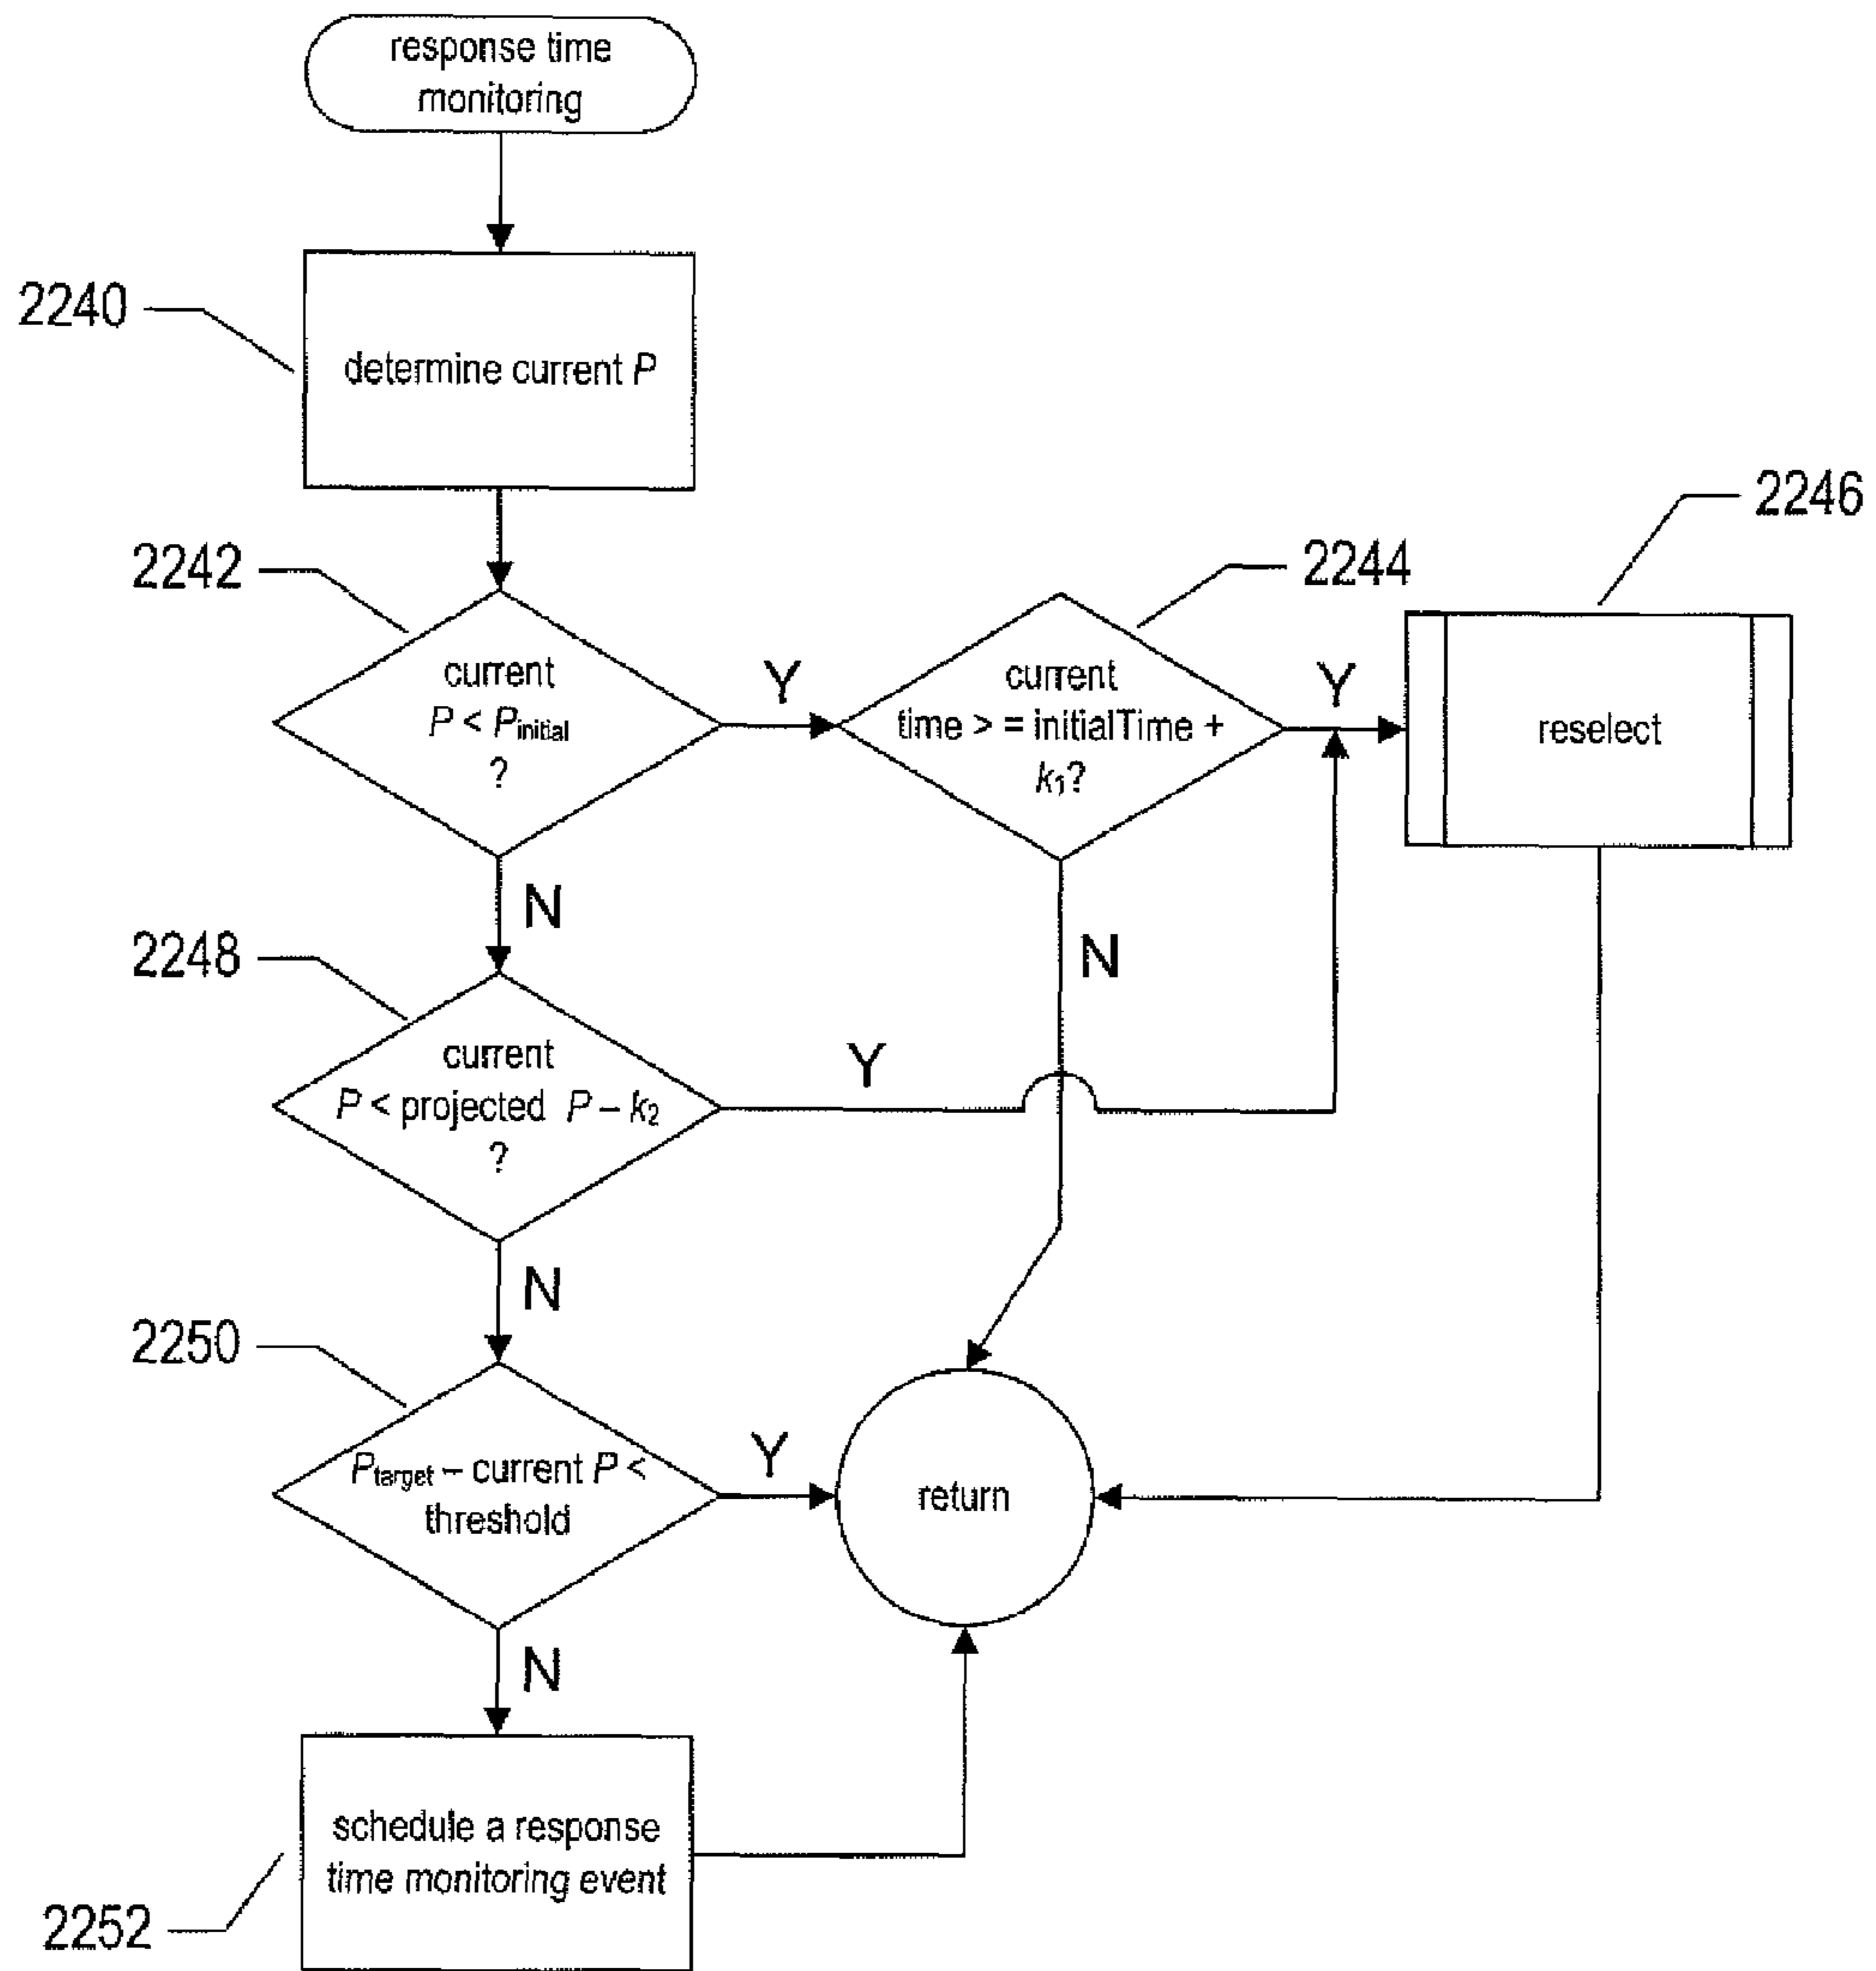 response time
monitoring
2240
determine current P
2246
2242
2244
current
P < Pinitial
?
Y
current
time > = initialTime +
k1?
Y
reselect
N
N
2248
current
P < projected P – k2
?
Y
N
2250
Ptarget – current P <
threshold
Y
return
N
schedule a response
time monitoring event
2252